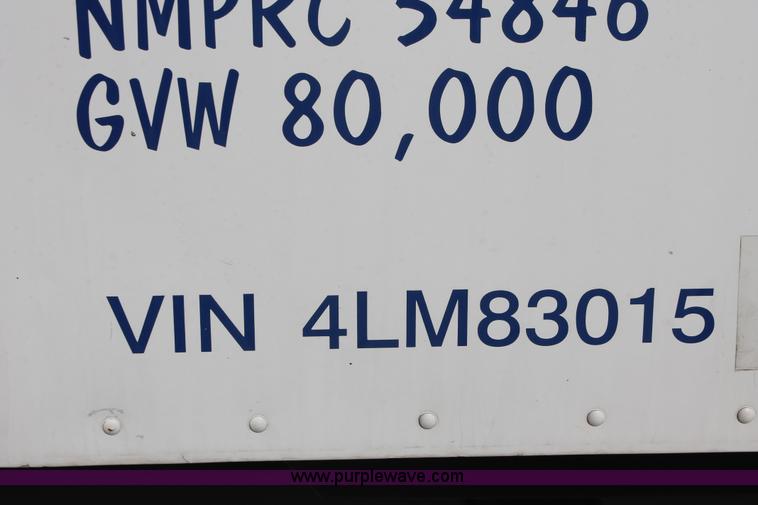 NMPRC 54846
GVW 80,000
VIN 4LM83015
www.purplewave.com